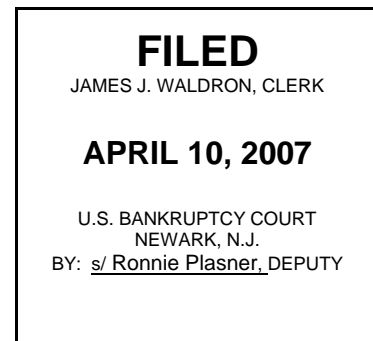 FILED
JAMES J. WALDRON, CLERK
APRIL 10, 2007
U.S. BANKRUPTCY COURT
NEWARK, N.J.
BY: s/ Ronnie Plasner, DEPUTY